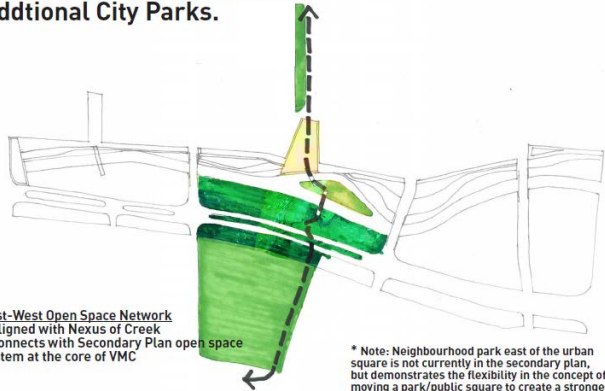 ddtional City Parks.
st-West Open Space Network
ligned with Nexus of Creek
onnects with Secondary Plan open space
tem at the core of VMC
* Note: Neighbourhood park east of the urban
square is not currently in the secondary plan,
but demonstrates the flexibility in the concept of
moving a park/public square to create a stronger